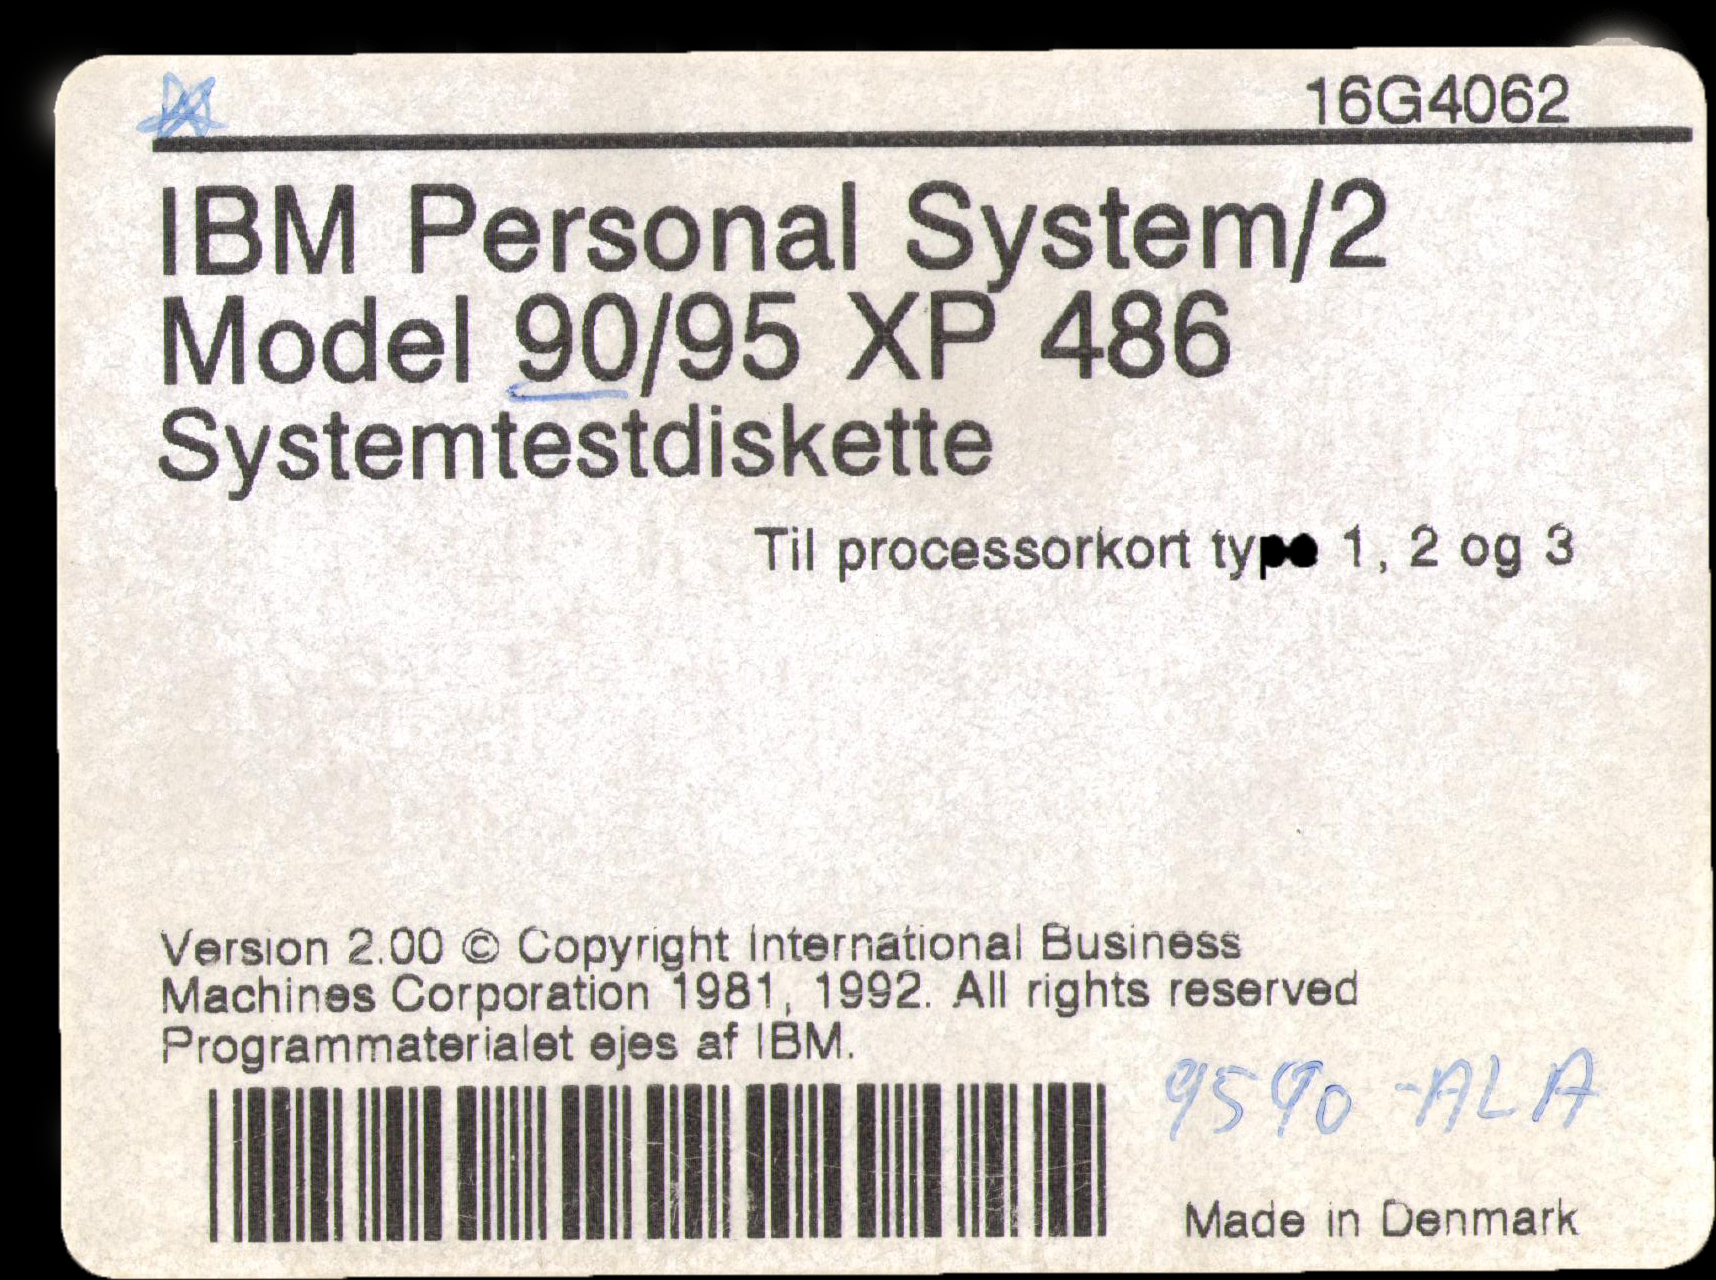 16G4062
IBM Personal System/2
Model 90/95 XP 486
Systemtestdiskette
Til processorkort type 1, 2 og 3
Version 2.00 © Copyright International Business
Machines Corporation 1981, 1992. All rights reserved
Programmaterialet ejes af IBM.
9590-ALA
Made in Denmark